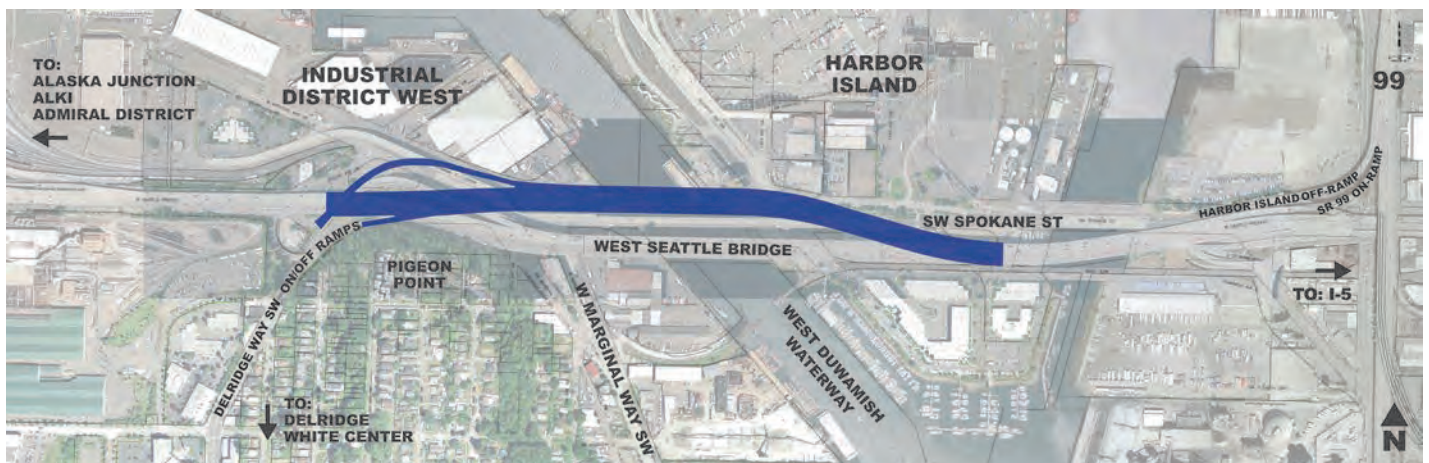 TO:
ALASKA JUNCTION
ALKI
ADMIRAL DISTRICT
INDUSTRIAL
DISTRICT WEST
HARBOR
ISLAND
99
HARBOR ISLAND OFF-RAMP
SR 99 ON-RAMP
SW SPOKANE ST
WEST SEATTLE BRIDGE
DELRIDGE WAY SW ON/OFF RAMPS
PIGEON
POINT
TO: I-5
W MARGINAL WAY SW
WEST DUWAMISH
WATERWAY
TO:
DELRIDGE
WHITE CENTER
N